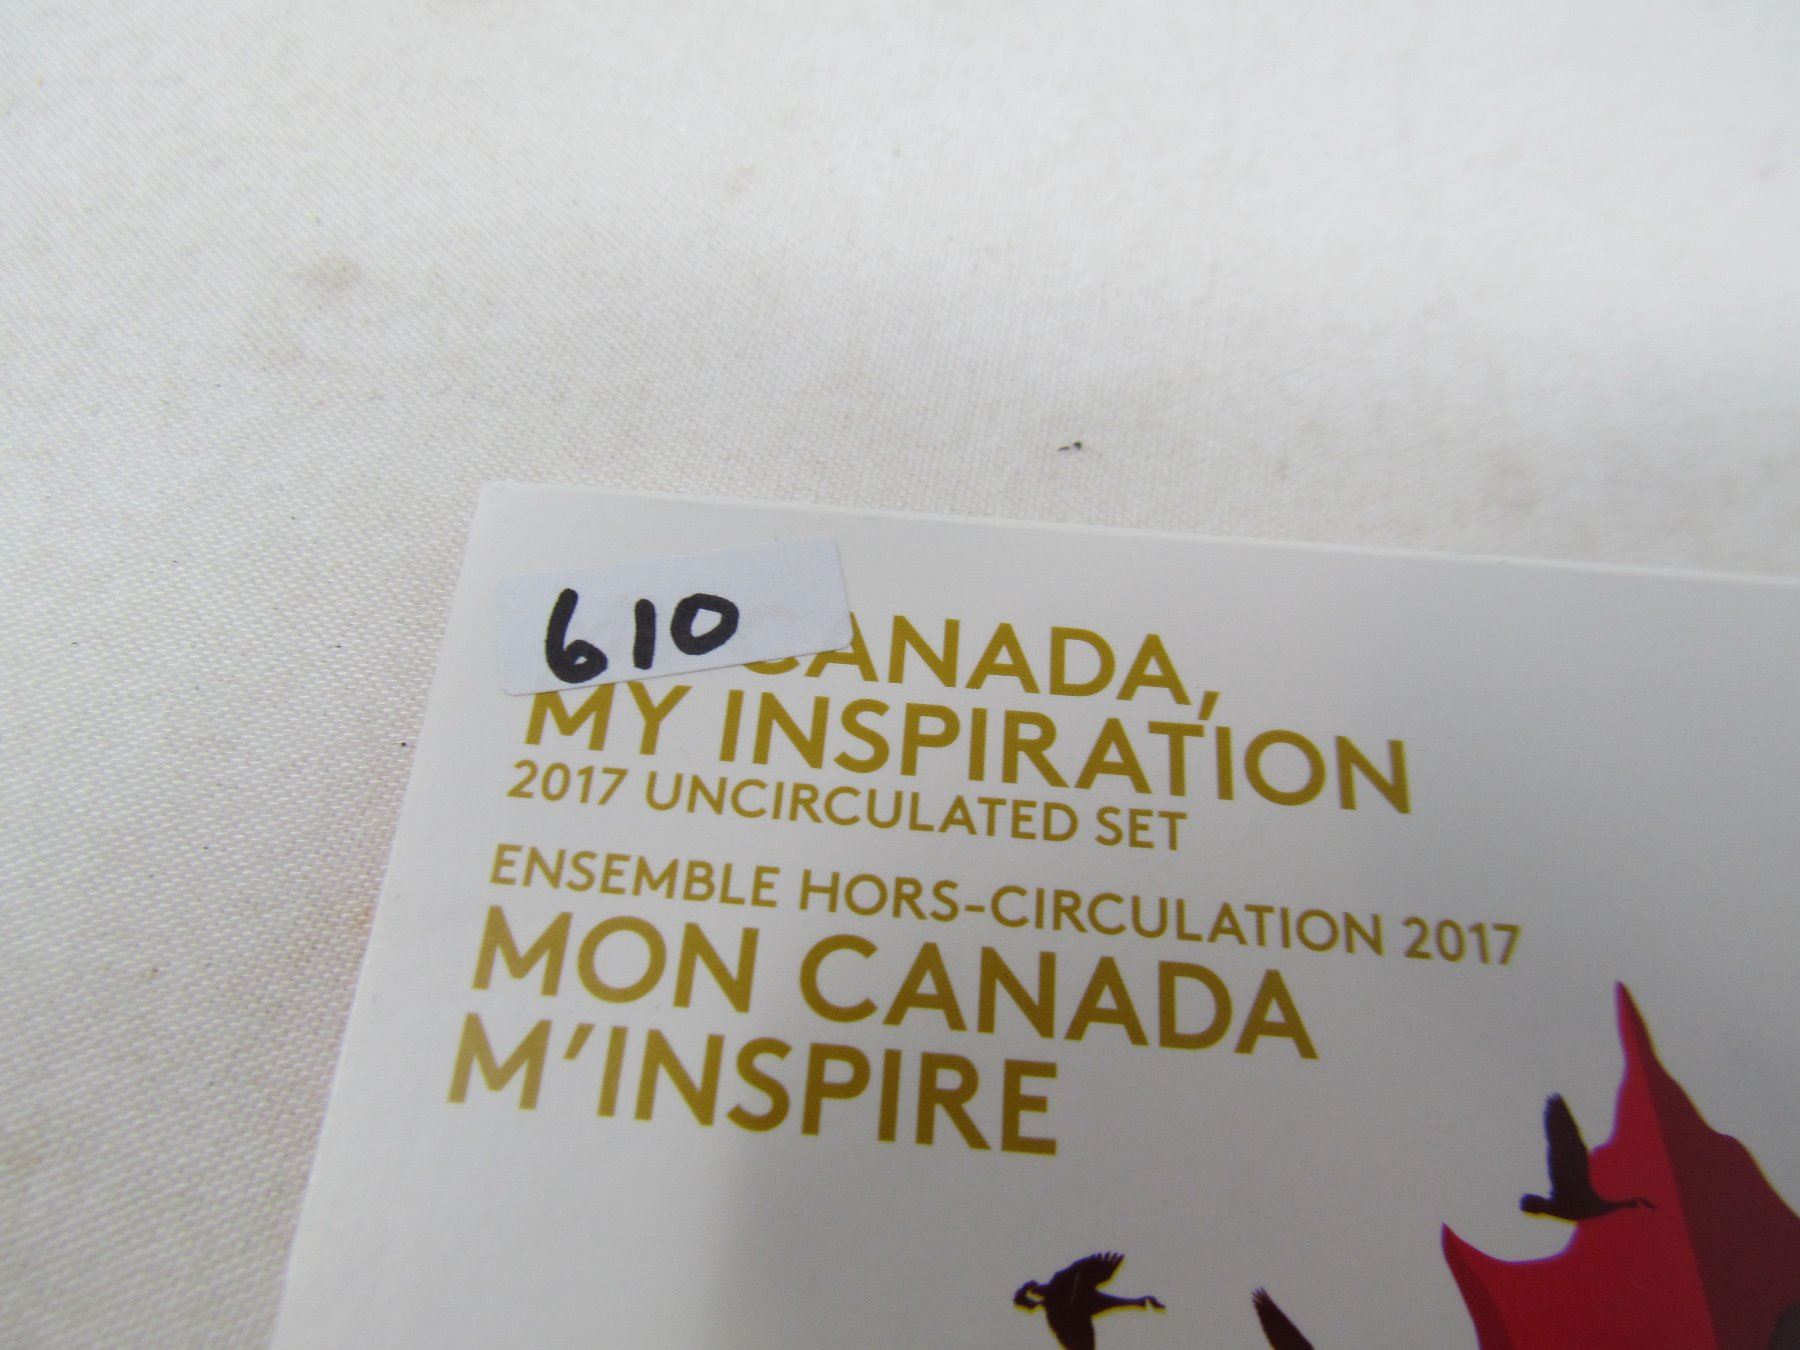 610
CANADA,
MY INSPIRATION
2017 UNCIRCULATED SET
ENSEMBLE HORS-CIRCULATION 2017
MON CANADA
M'INSPIRE